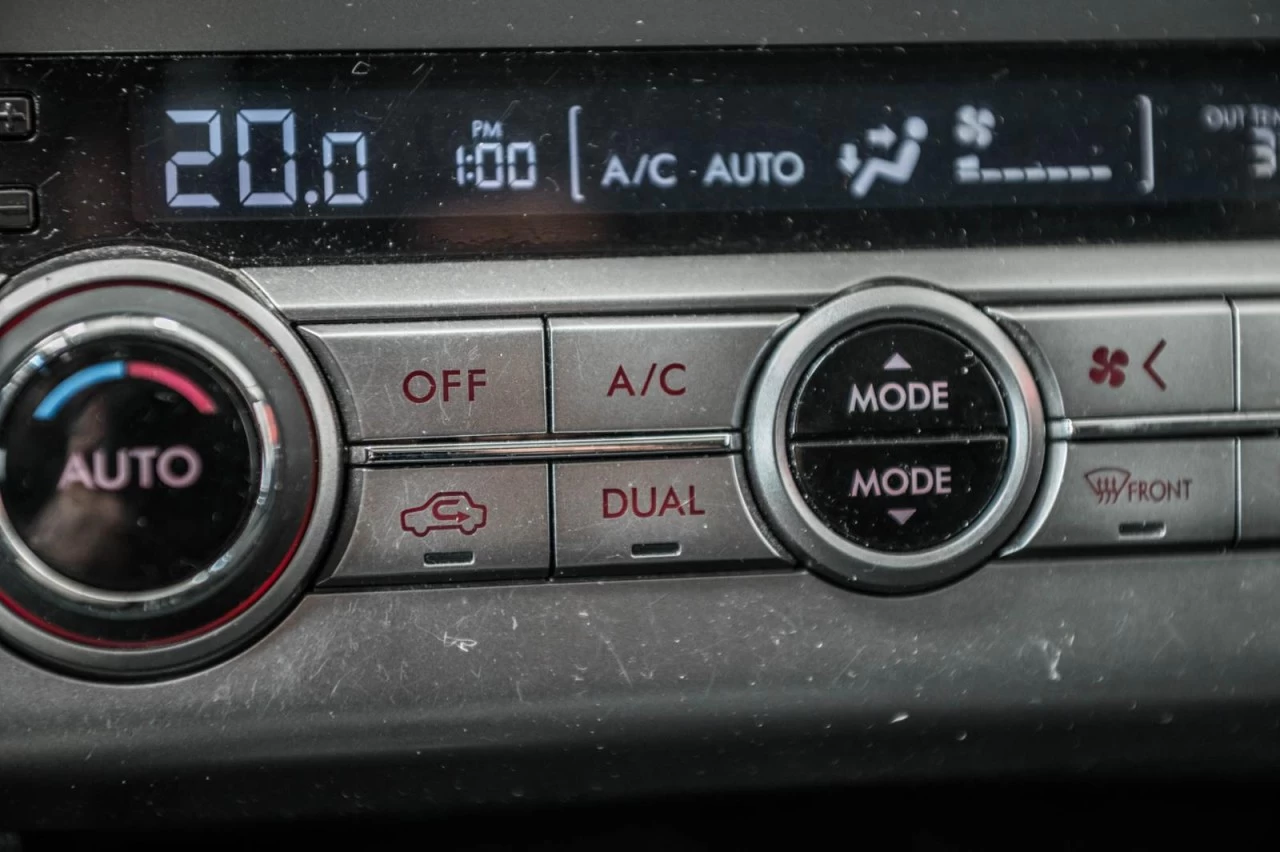 20.0
PM
1:00
A/C AUTO
OFF
A/C
MODE
MODE
AUTO
DUAL
FRONT